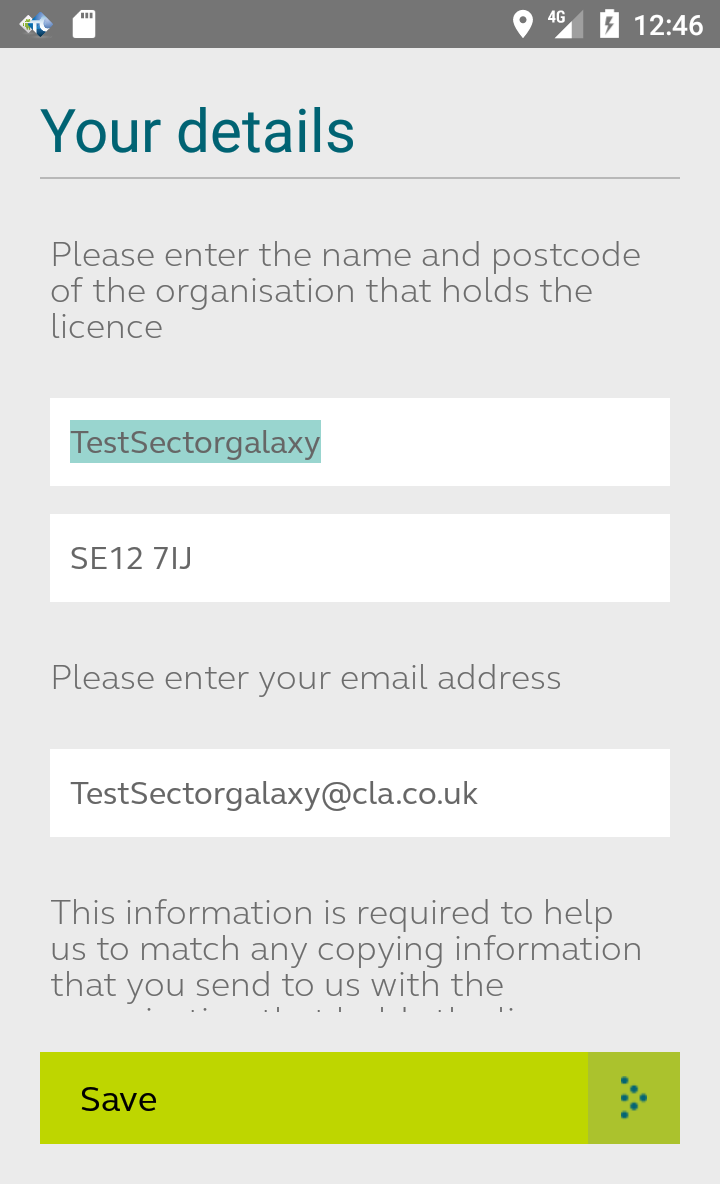 4G 12:46
Your details
Please enter the name and postcode
of the organisation that holds the
licence
TestSectorgalaxy
SE12 7IJ
Please enter your email address
TestSectorgalaxy@cla.co.uk
This information is required to help
us to match any copying information
that you send to us with the
Save